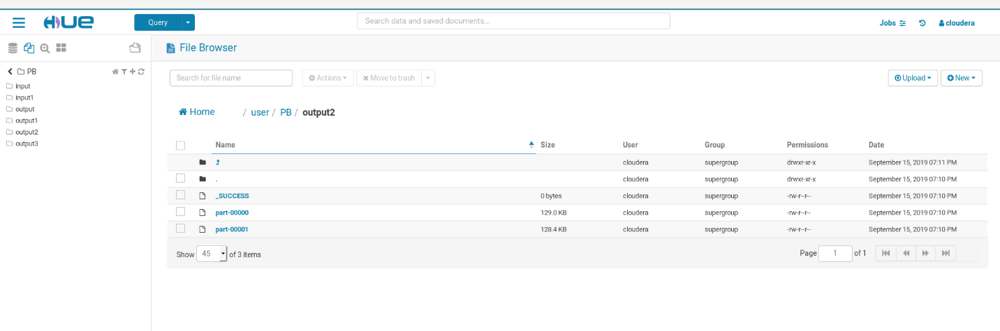 HUE Query Search data and saved documents... Jobs cloudera
File Browser
PB
input
input1
output
output1
output2
output3
Search for file name Actions Move to trash Upload New
Home / user / PB / output2
Name Size User Group Permissions Date
cloudera supergroup drwxr-xr-x September 15, 2019 07:11 PM
. cloudera supergroup drwxr-xr-x September 15, 2019 07:10 PM
_SUCCESS 0 bytes cloudera supergroup -rw-r--r-- September 15, 2019 07:10 PM
part-00000 129.0 KB cloudera supergroup -rw-r--r-- September 15, 2019 07:10 PM
part-00001 128.4 KB cloudera supergroup -rw-r--r-- September 15, 2019 07:10 PM
Show 45 of 3 items Page 1 of 1